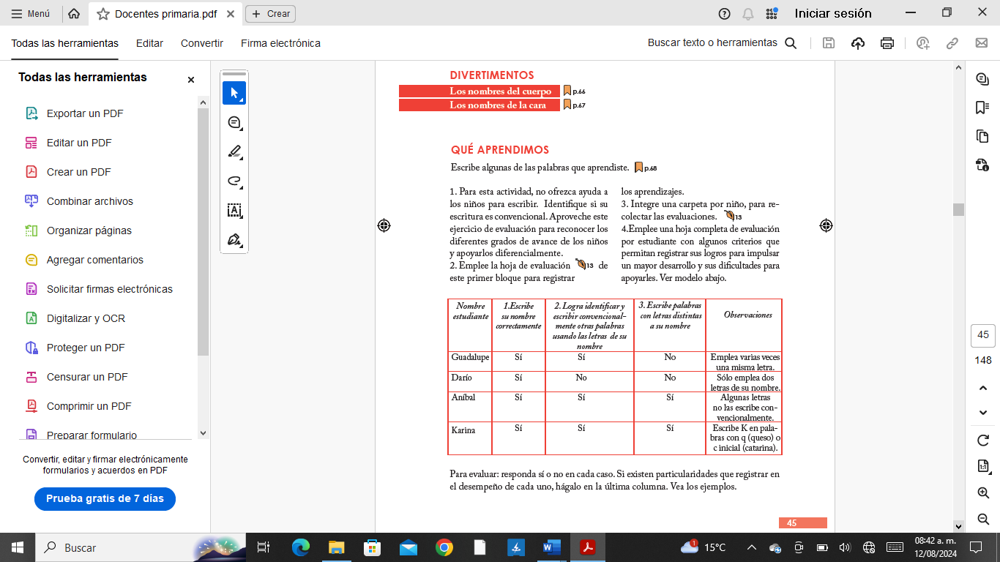 Menú
Docentes primaria.pdf
Crear
Iniciar sesión
Todas las herramientas
Editar
Convertir
Firma electrónica
Buscar texto o herramientas
Todas las herramientas
Exportar un PDF
Editar un PDF
Crear un PDF
Combinar archivos
Organizar páginas
Agregar comentarios
Solicitar firmas electrónicas
Digitalizar y OCR
Proteger un PDF
Censurar un PDF
Comprimir un PDF
Preparar formulario
Convertir, editar y firmar electrónicamente
formularios y acuerdos en PDF
Prueba gratis de 7 días
DIVERTIMENTOS
Los nombres del cuerpo p.66
Los nombres de la cara p.67
QUÉ APRENDIMOS
Escribe algunas de las palabras que aprendiste. p.68
1. Para esta actividad, no ofrezca ayuda a
los niños para escribir. Identifique si su
escritura es convencional. Aproveche este
ejercicio de evaluación para reconocer los
diferentes grados de avance de los niños
y apoyarlos diferencialmente.
2. Emplee la hoja de evaluación 13 de
este primer bloque para registrar
los aprendizajes.
3. Integre una carpeta por niño, para re-
colectar las evaluaciones. 13
4.Emplee una hoja completa de evaluación
por estudiante con algunos criterios que
permitan registrar sus logros para impulsar
un mayor desarrollo y sus dificultades para
apoyarles. Ver modelo abajo.
Nombre
estudiante
1.Escribe
su nombre
correctamente
2. Logra identificar y
escribir convencional-
mente otras palabras
usando las letras de su
nombre
3. Escribe palabras
con letras distintas
a su nombre
Observaciones
Guadalupe
Sí
Sí
No
Emplea varias veces
una misma letra.
Darío
Sí
No
No
Sólo emplea dos
letras de su nombre.
Aníbal
Sí
Sí
Sí
Algunas letras
no las escribe con-
vencionalmente.
Karina
Sí
Sí
Sí
Escribe K en pala-
bras con q (queso) o
c inicial (catarina).
Para evaluar: responda sí o no en cada caso. Si existen particularidades que registrar en
el desempeño de cada uno, hágalo en la última columna. Vea los ejemplos.
45
45
148
1:1
Buscar
1
15°C
08:42 a. m.
12/08/2024